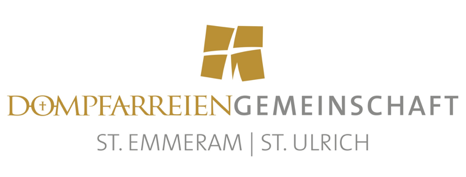 DOMPFARREIENGEMEINSCHAFT
ST. EMMERAM | ST. ULRICH